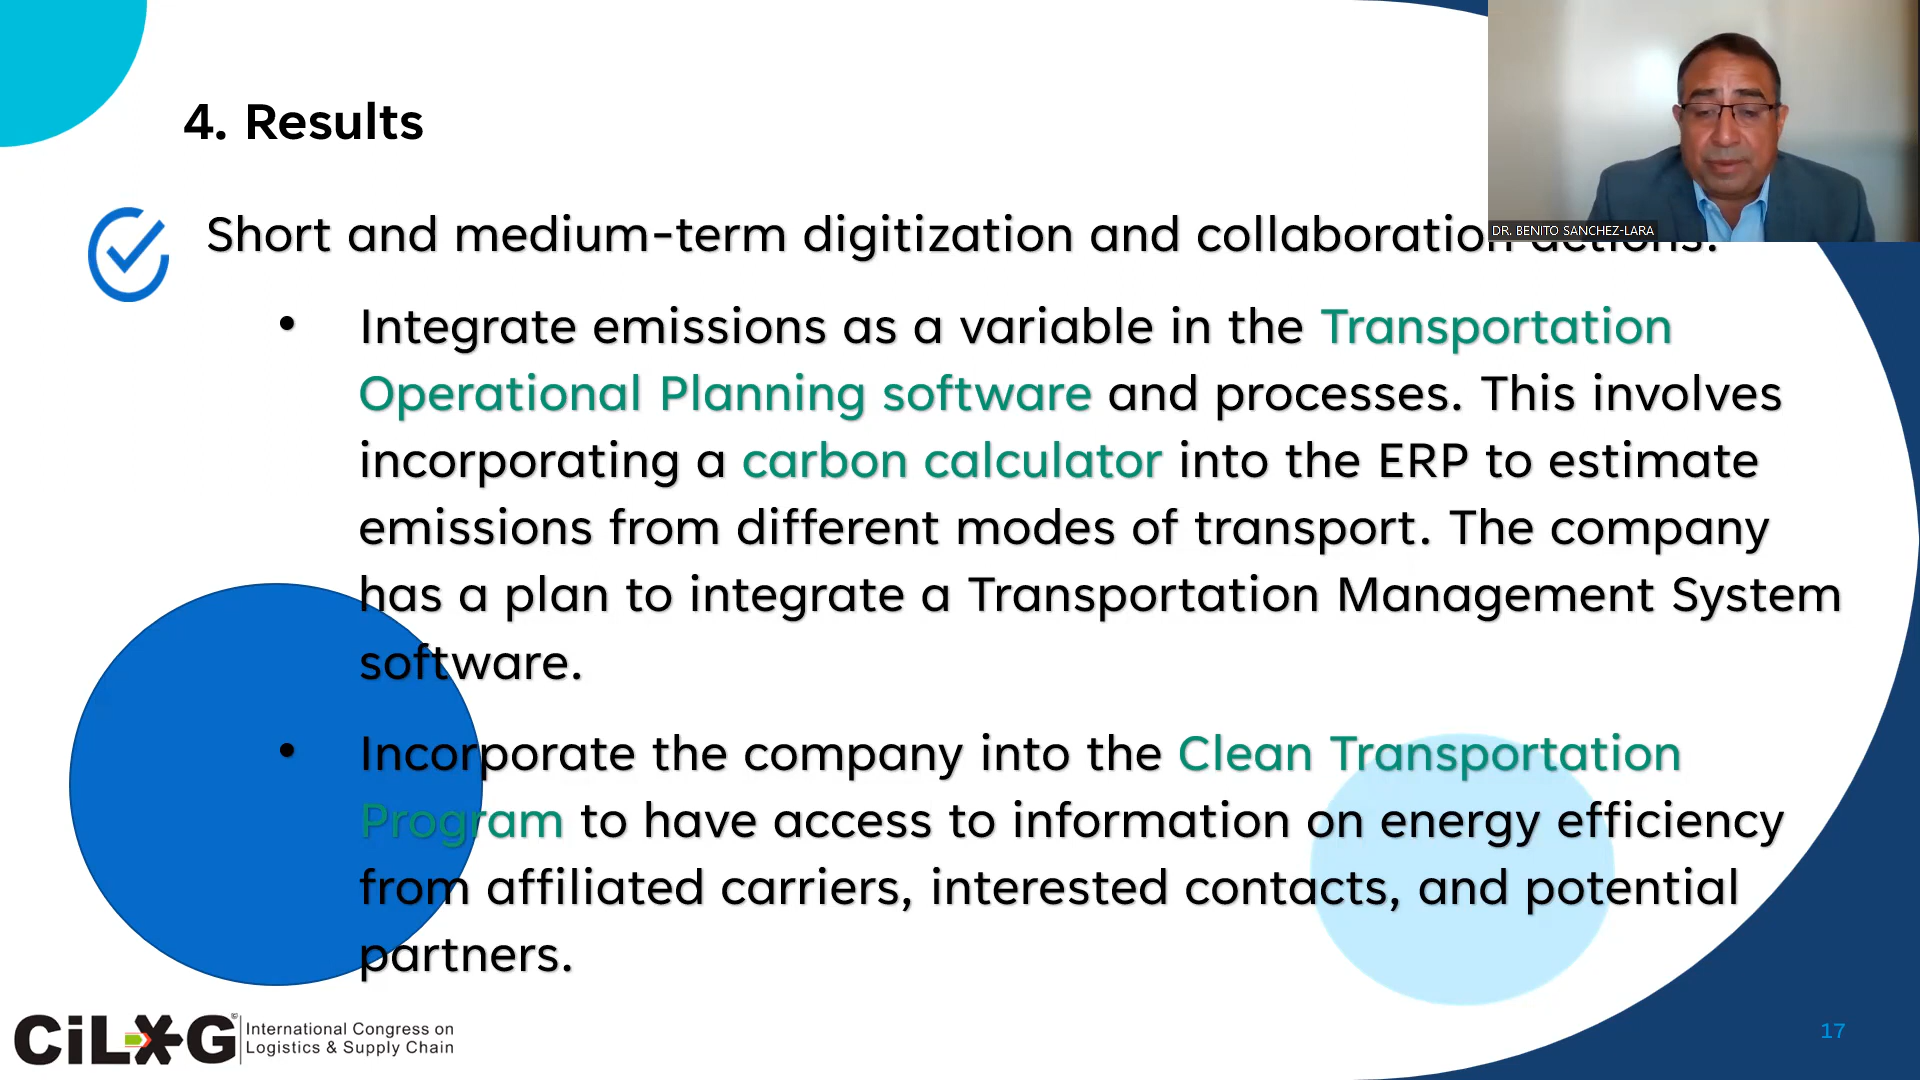 4. Results
DR. BENITO SANCHEZ-LARA
Short and medium-term digitization and collaboration actions.
• Integrate emissions as a variable in the Transportation
Operational Planning software and processes. This involves
incorporating a carbon calculator into the ERP to estimate
emissions from different modes of transport. The company
has a plan to integrate a Transportation Management System
software.
• Incorporate the company into the Clean Transportation
Program to have access to information on energy efficiency
from affiliated carriers, interested contacts, and potential
partners.
CiLOG
International Congress on
Logistics & Supply Chain
17